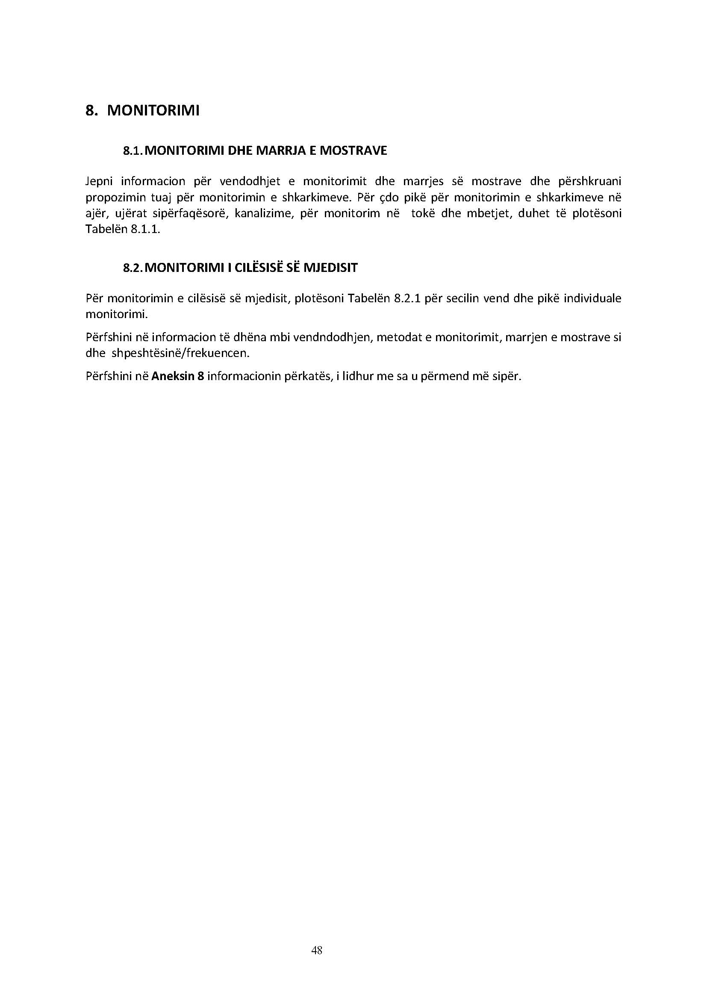 8. MONITORIMI
8.1. MONITORIMI DHE MARRJA E MOSTRAVE
Jepni informacion për vendodhjet e monitorimit dhe marrjes së mostrave dhe përshkruani
propozimin tuaj për monitorimin e shkarkimeve. Për çdo pikë për monitorimin e shkarkimeve në
ajër, ujërat sipërfaqësorë, kanalizime, për monitorim në tokë dhe mbetjet, duhet të plotësoni
Tabelën 8.1.1.
8.2. MONITORIMI I CILËSISË SË MJEDISIT
Për monitorimin e cilësisë së mjedisit, plotësoni Tabelën 8.2.1 për secilin vend dhe pikë individuale
monitorimi.
Përfshini në informacion të dhëna mbi vendndodhjen, metodat e monitorimit, marrjen e mostrave si
dhe shpeshtësinë/frekuencen.
Përfshini në Aneksin 8 informacionin përkatës, i lidhur me sa u përmend më sipër.
48